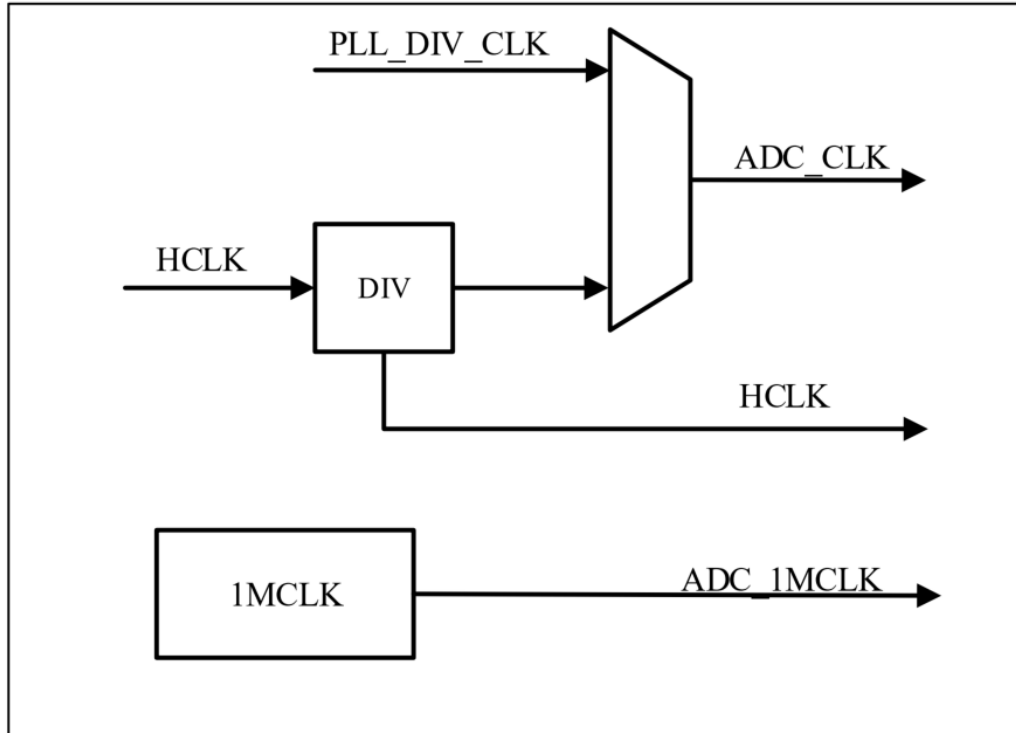 PLL_DIV_CLK
ADC_CLK
HCLK
DIV
HCLK
1MCLK
ADC_1MCLK